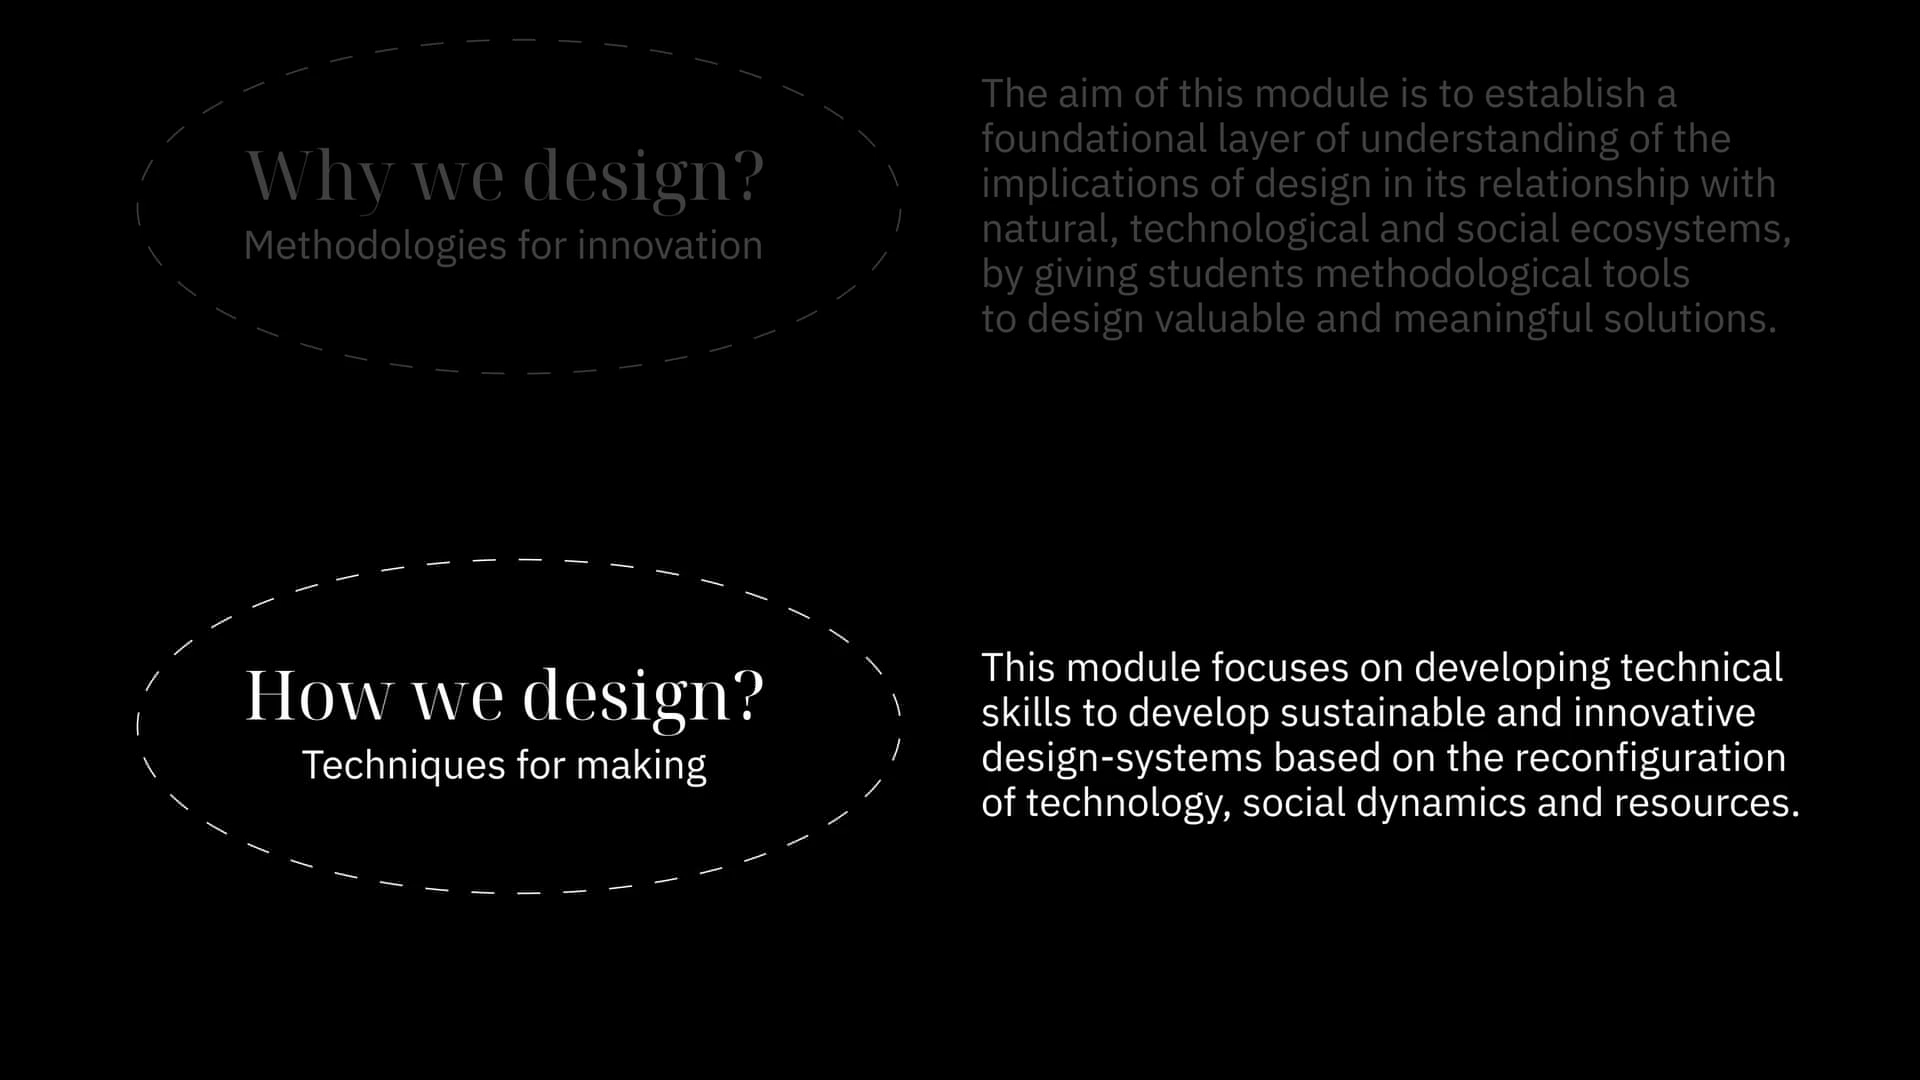 Why we design?
Methodologies for innovation
The aim of this module is to establish a
foundational layer of understanding of the
implications of design in its relationship with
natural, technological and social ecosystems,
by giving students methodological tools
to design valuable and meaningful solutions.
How we design?
Techniques for making
This module focuses on developing technical
skills to develop sustainable and innovative
design-systems based on the reconfiguration
of technology, social dynamics and resources.